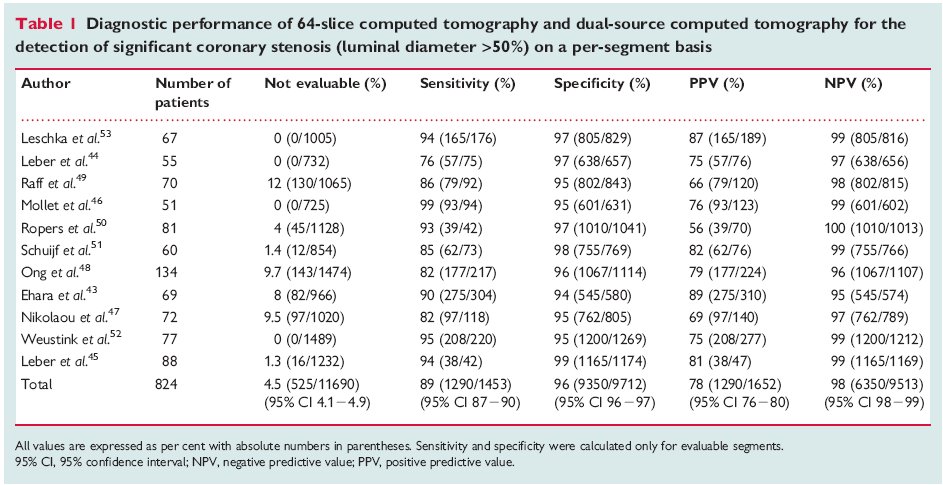 Table 1 Diagnostic performance of 64-slice computed tomography and dual-source computed tomography for the
detection of significant coronary stenosis (luminal diameter >50%) on a per-segment basis
Author Number of patients Not evaluable (%) Sensitivity (%) Specificity (%) PPV (%) NPV (%)
Leschka et al.53 67 0 (0/1005) 94 (165/176) 97 (805/829) 87 (165/189) 99 (805/816)
Leber et al.44 55 0 (0/732) 76 (57/75) 97 (638/657) 75 (57/76) 97 (638/656)
Raff et al.49 70 12 (130/1065) 86 (79/92) 95 (802/843) 66 (79/120) 98 (802/815)
Mollet et al.46 51 0 (0/725) 99 (93/94) 95 (601/631) 76 (93/123) 99 (601/602)
Ropers et al.50 81 4 (45/1128) 93 (39/42) 97 (1010/1041) 56 (39/70) 100 (1010/1013)
Schuijf et al.51 60 1.4 (12/854) 85 (62/73) 98 (755/769) 82 (62/76) 99 (755/766)
Ong et al.48 134 9.7 (143/1474) 82 (177/217) 96 (1067/1114) 79 (177/224) 96 (1067/1107)
Ehara et al.43 69 8 (82/966) 90 (275/304) 94 (545/580) 89 (275/310) 95 (545/574)
Nikolaou et al.47 72 9.5 (97/1020) 82 (97/118) 95 (762/805) 69 (97/140) 97 (762/789)
Weustink et al.52 77 0 (0/1489) 95 (208/220) 95 (1200/1269) 75 (208/277) 99 (1200/1212)
Leber et al.45 88 1.3 (16/1232) 94 (38/42) 99 (1165/1174) 81 (38/47) 99 (1165/1169)
Total 824 4.5 (525/11690) 89 (1290/1453) 96 (9350/9712) 78 (1290/1652) 98 (6350/9513)
(95% CI 4.1−4.9) (95% CI 87−90) (95% CI 96−97) (95% CI 76−80) (95% CI 98−99)
All values are expressed as per cent with absolute numbers in parentheses. Sensitivity and specificity were calculated only for evaluable segments.
95% CI, 95% confidence interval; NPV, negative predictive value; PPV, positive predictive value.